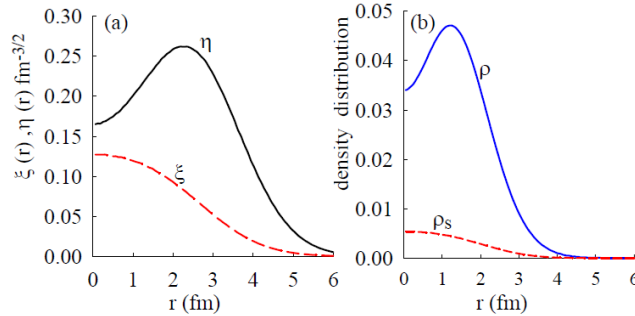 (a)
ξ (r) ,η (r) fm-3/2
0.30
0.25
0.20
0.15
0.10
0.05
0.00
η
ξ
0 1 2 3 4 5 6
r (fm)
(b)
density distribution
0.05
0.04
0.03
0.02
0.01
0.00
ρ
ρs
0 1 2 3 4 5 6
r (fm)